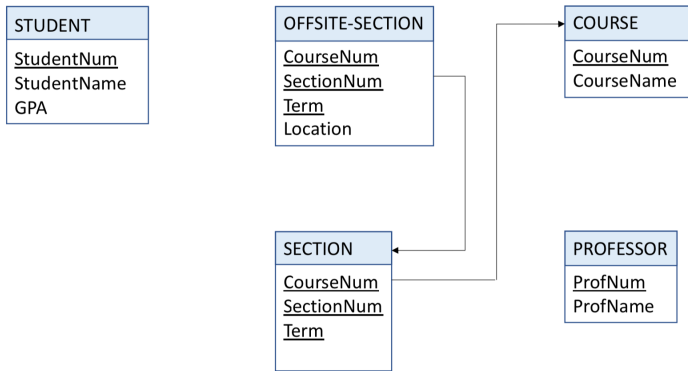 STUDENT
StudentNum
StudentName
GPA
OFFSITE-SECTION
CourseNum
SectionNum
Term
Location
COURSE
CourseNum
CourseName
SECTION
CourseNum
SectionNum
Term
PROFESSOR
ProfNum
ProfName